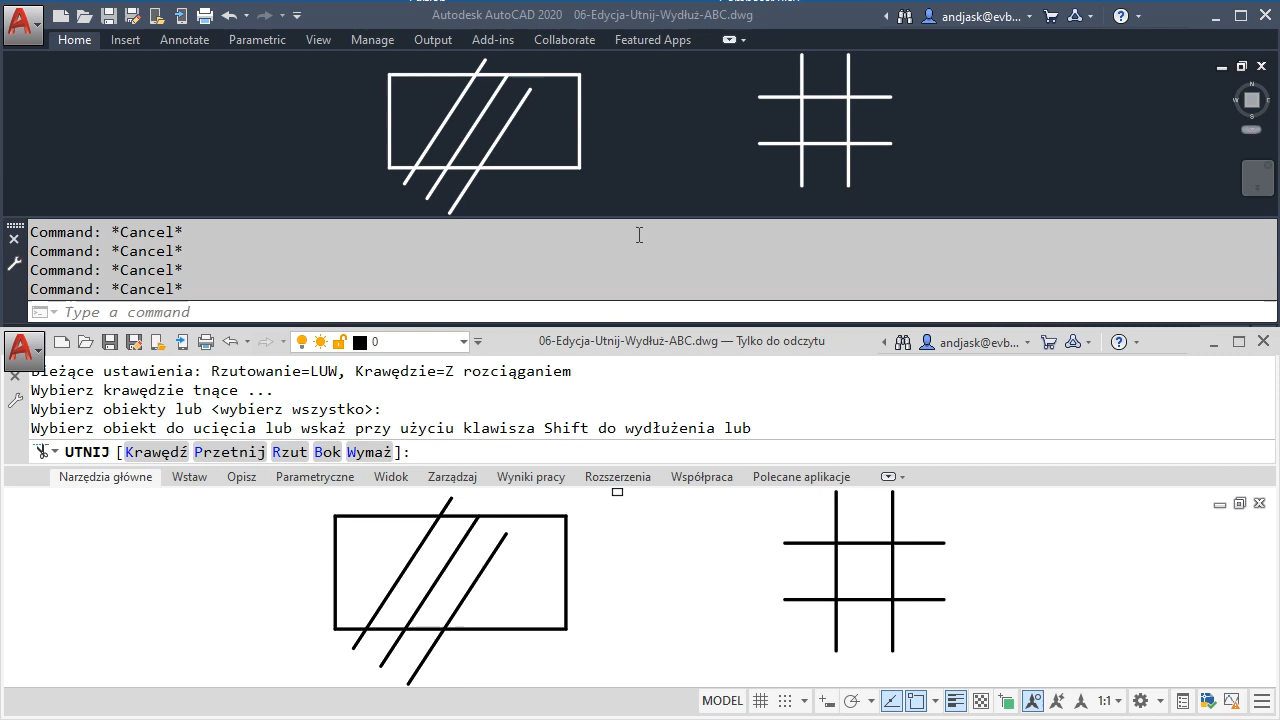 Autodesk AutoCAD 2020 06-Edycja-Utnij-Wydłuż-ABC.dwg
andjask@evb...
Home Insert Annotate Parametric View Manage Output Add-ins Collaborate Featured Apps
N
W
S
Command: *Cancel*
Command: *Cancel*
Command: *Cancel*
Command: *Cancel*
Type a command
0
06-Edycja-Utnij-Wydłuż-ABC.dwg — Tylko do odczytu
andjask@evb...
Bieżące ustawienia: Rzutowanie=LUW, Krawędzie=Z rozciąganiem
Wybierz krawędzie tnące ...
Wybierz obiekty lub <wybierz wszystko>:
Wybierz obiekt do ucięcia lub wskaż przy użyciu klawisza Shift do wydłużenia lub
UTNIJ [Krawędź Przetnij Rzut Bok Wymaż]:
Narzędzia główne Wstaw Opisz Parametryczne Widok Zarządzaj Wyniki pracy Rozszerzenia Współpraca Polecane aplikacje
MODEL 1:1